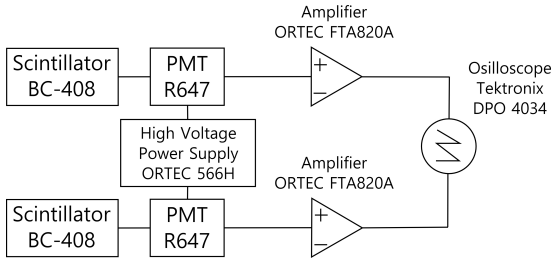 Amplifier
ORTEC FTA820A
Scintillator
BC-408
PMT
R647
+
−
Osilloscope
Tektronix
DPO 4034
High Voltage
Power Supply
ORTEC 566H
Amplifier
ORTEC FTA820A
Scintillator
BC-408
PMT
R647
+
−